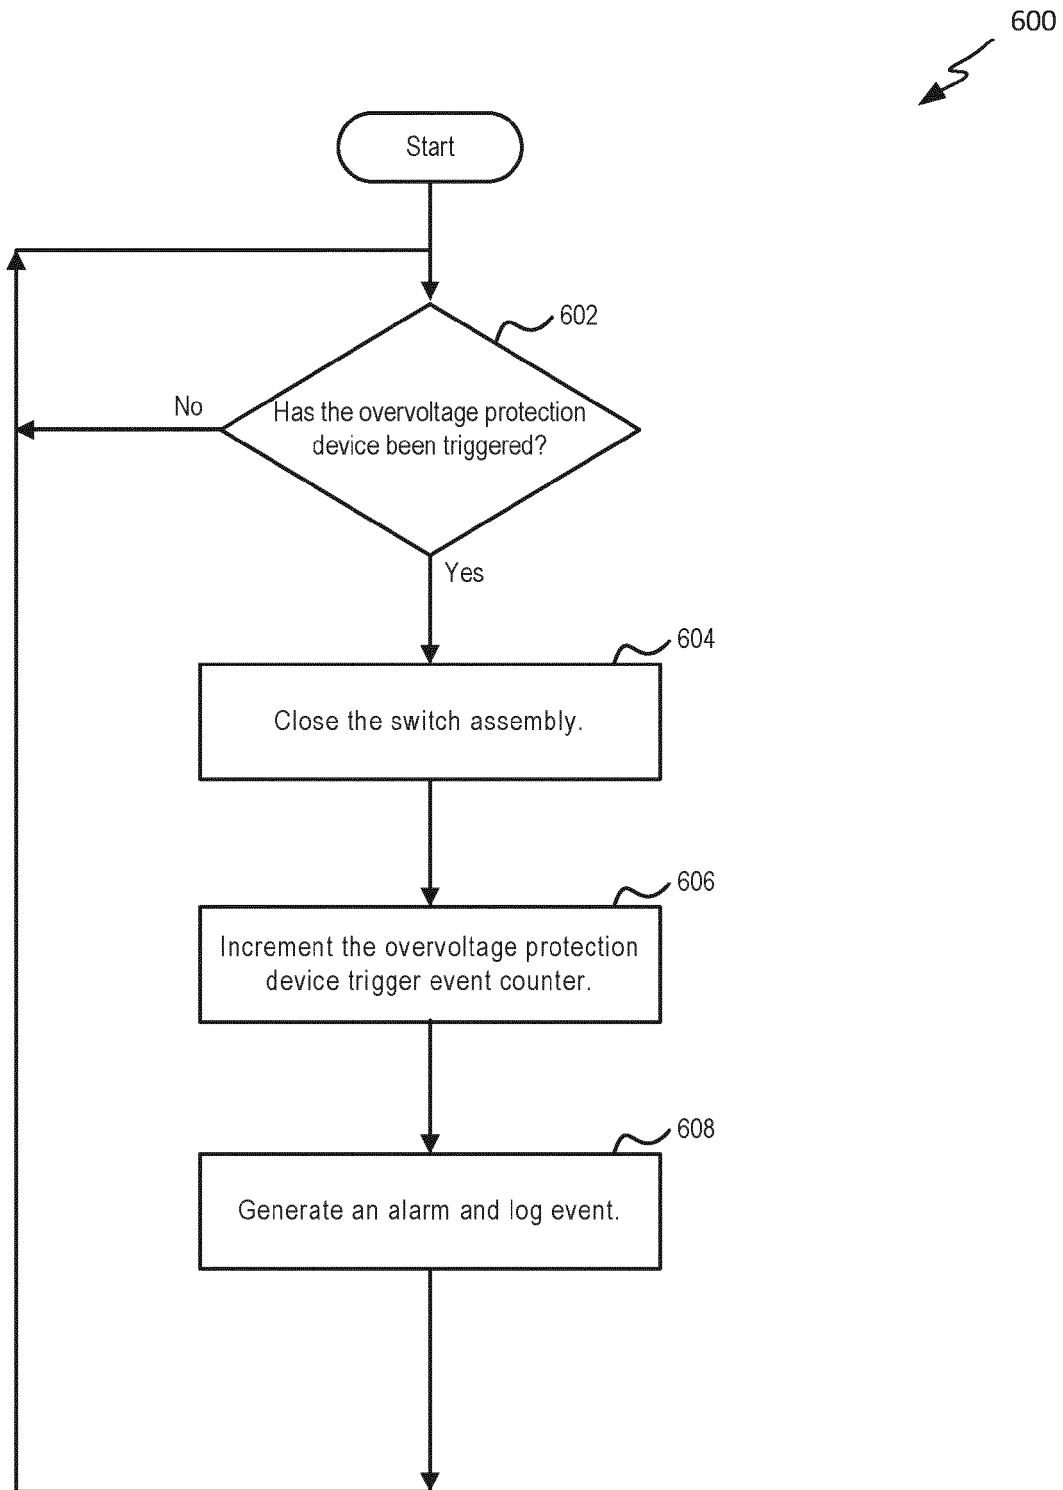 600
Start
602
No
Has the overvoltage protection
device been triggered?
Yes
604
Close the switch assembly.
606
Increment the overvoltage protection
device trigger event counter.
608
Generate an alarm and log event.